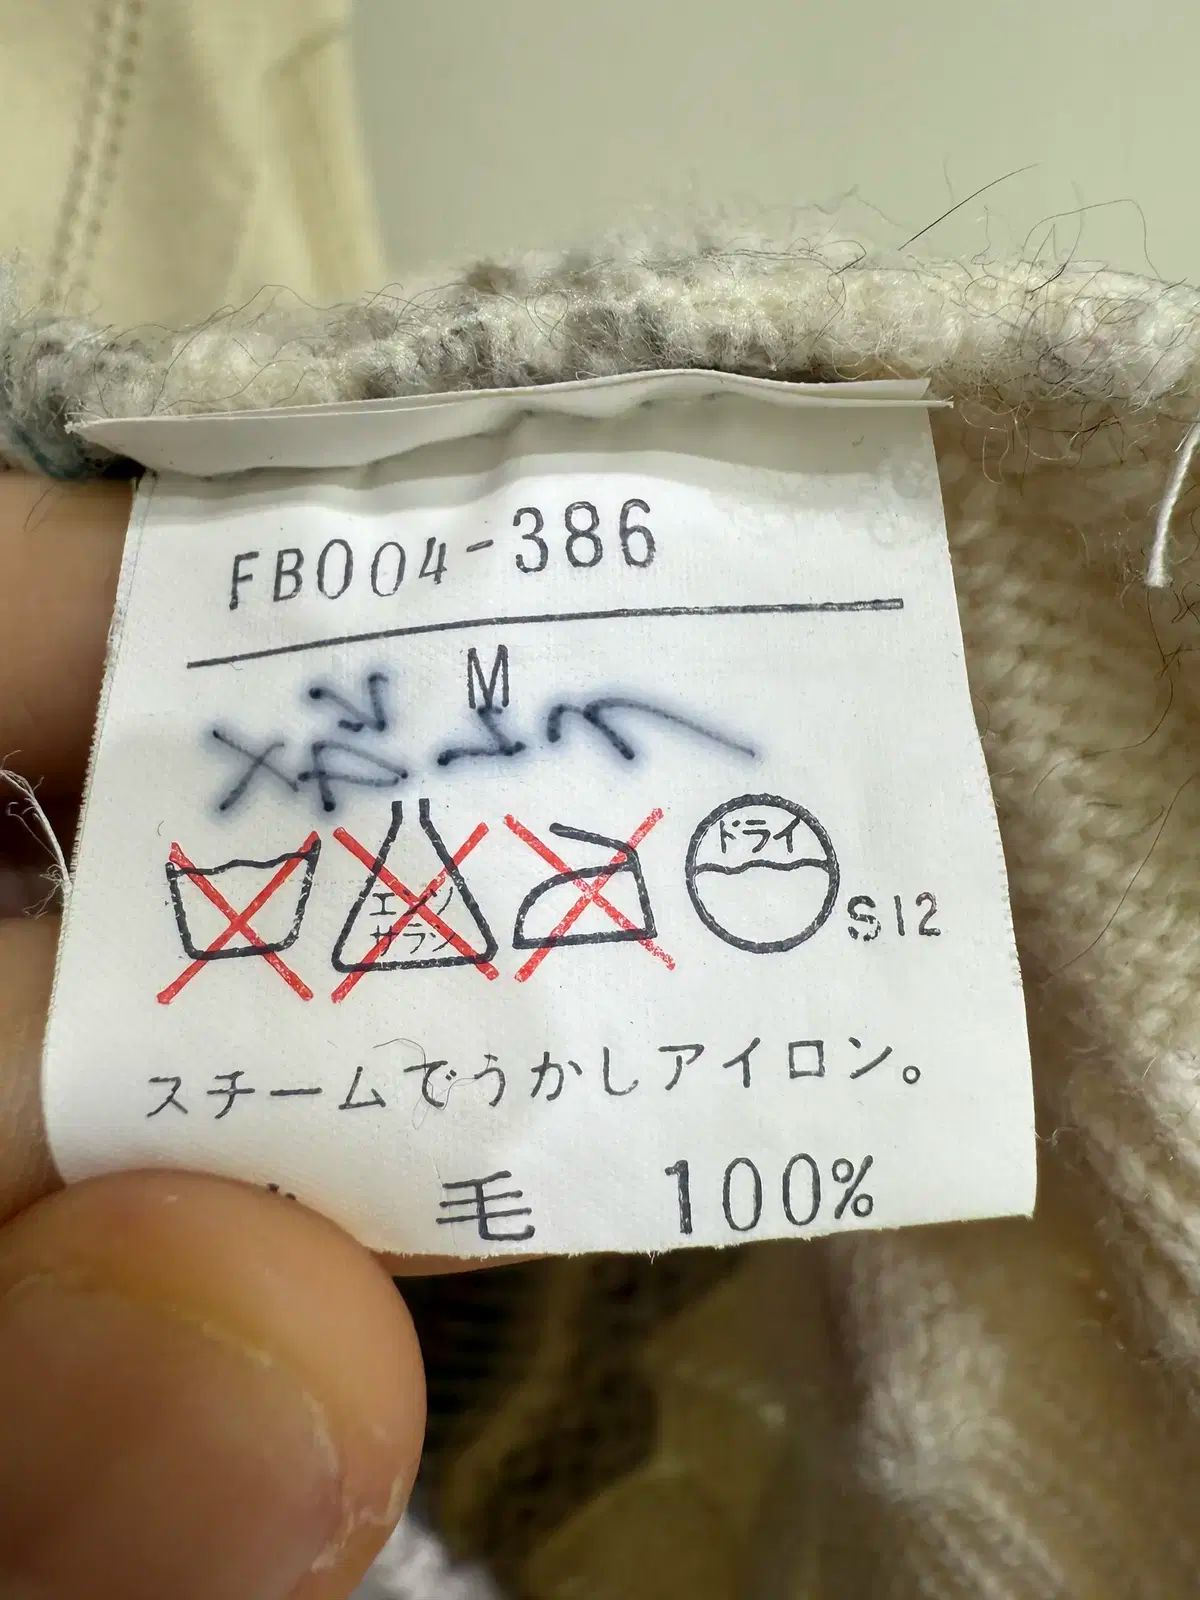 FB004-386
M
エンソ
サラシ
ドライ
S12
スチームでうかしアイロン。
毛 100%